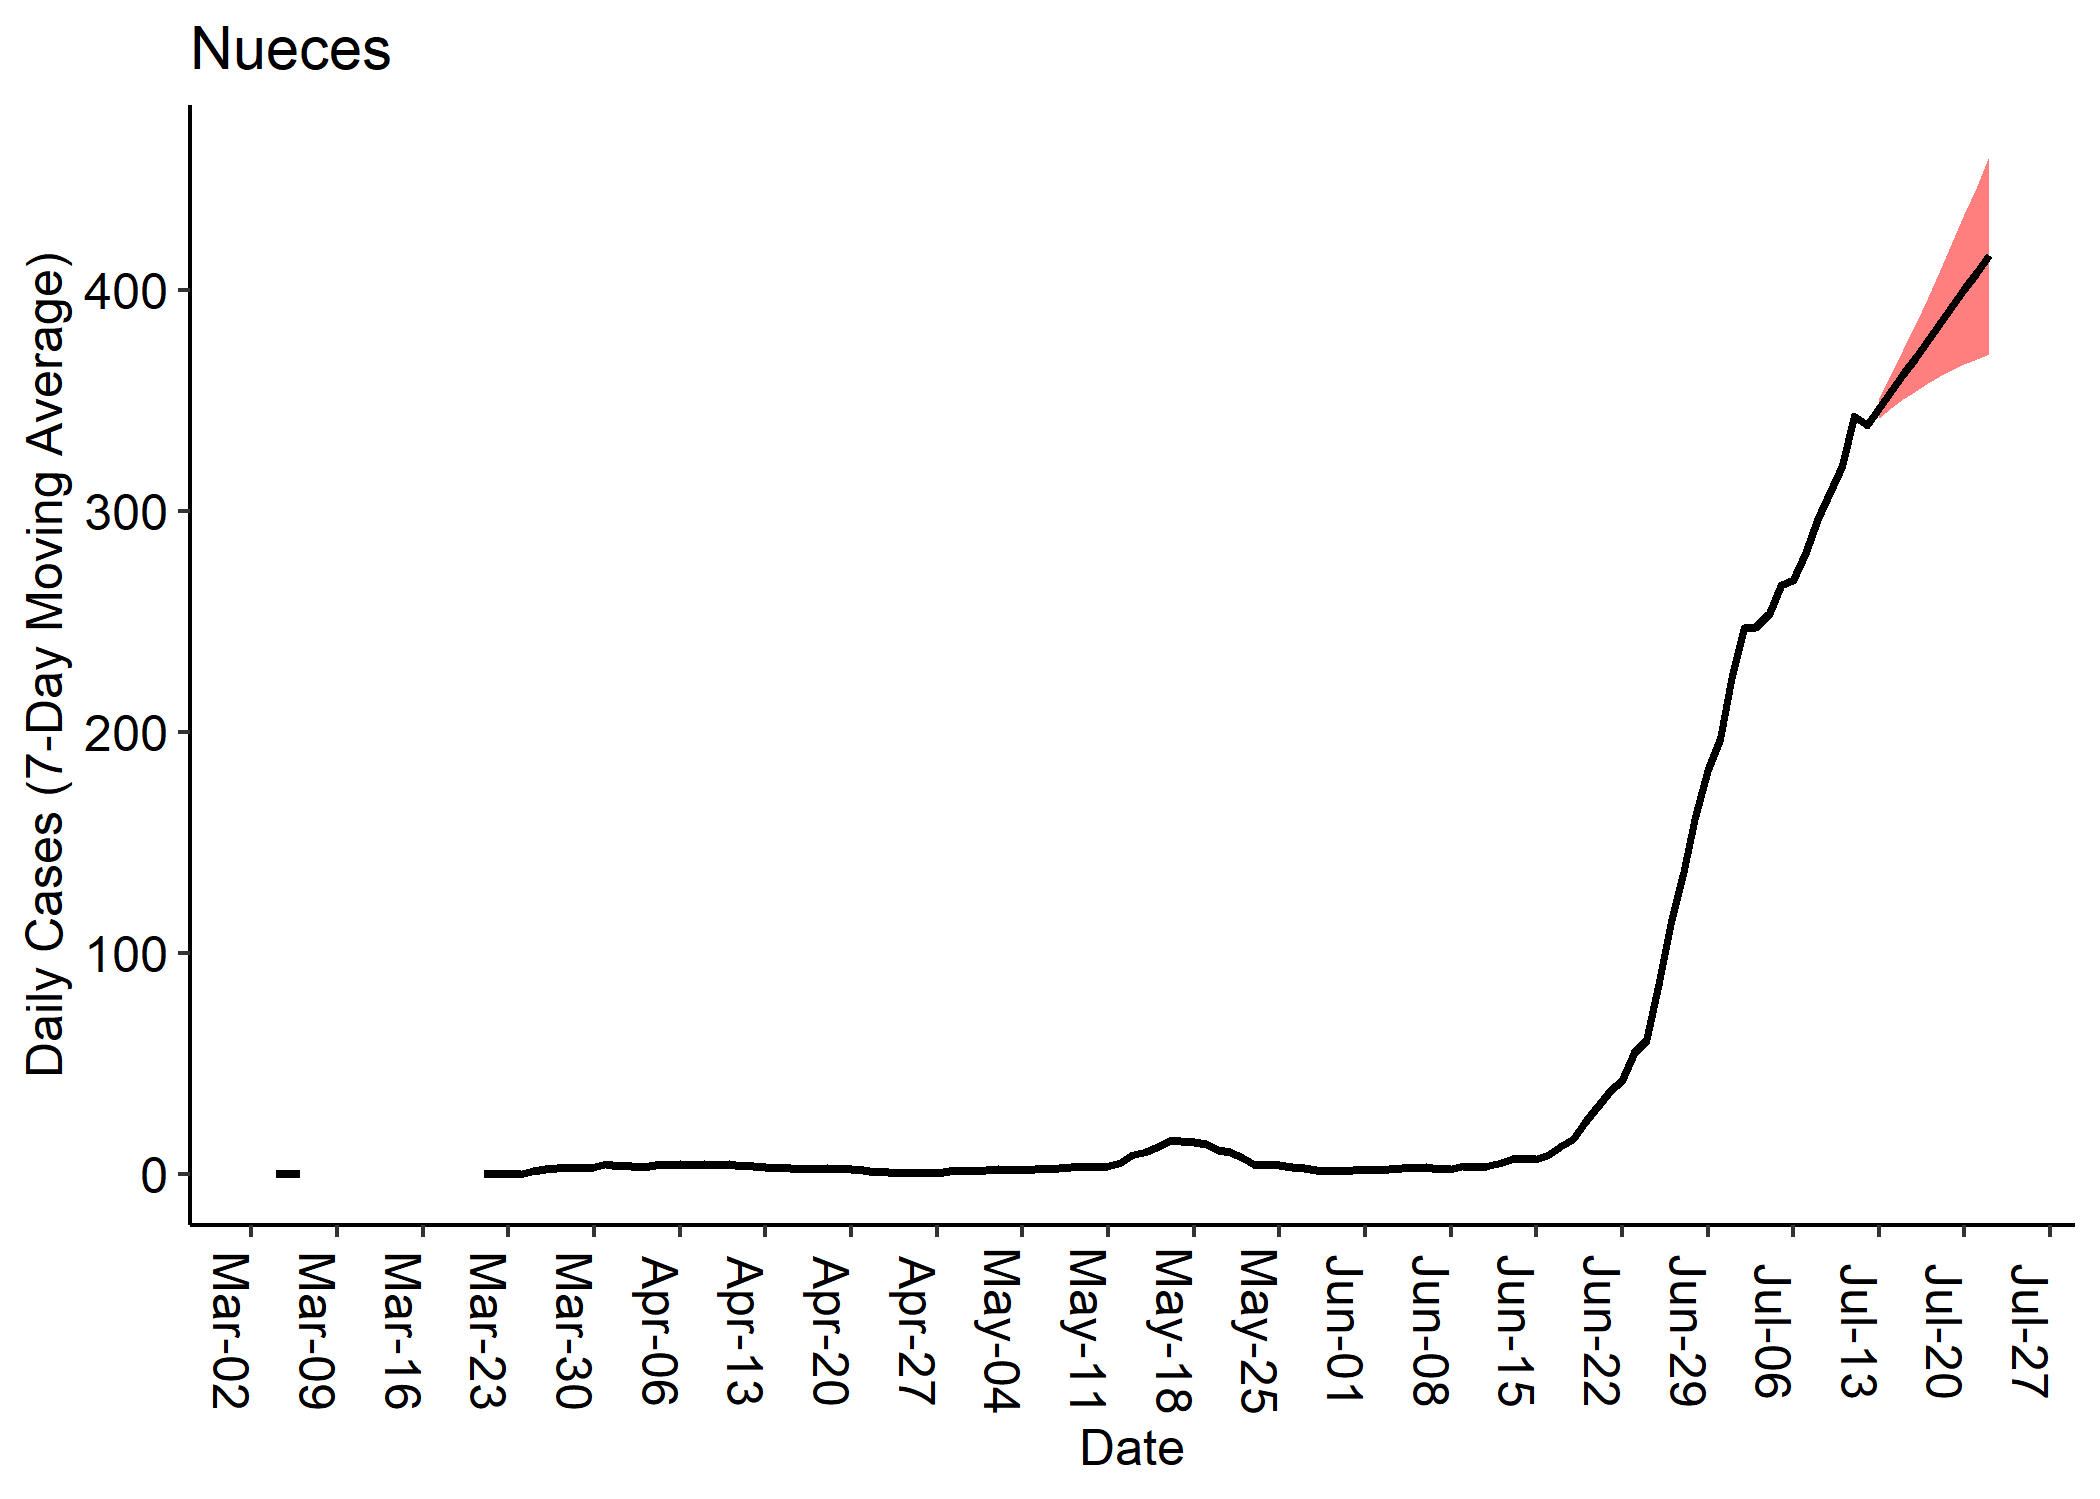 Nueces
Daily Cases (7-Day Moving Average)
400
300
200
100
0
Mar-02
Mar-09
Mar-16
Mar-23
Mar-30
Apr-06
Apr-13
Apr-20
Apr-27
May-04
May-11
May-18
May-25
Jun-01
Jun-08
Jun-15
Jun-22
Jun-29
Jul-06
Jul-13
Jul-20
Jul-27
Date